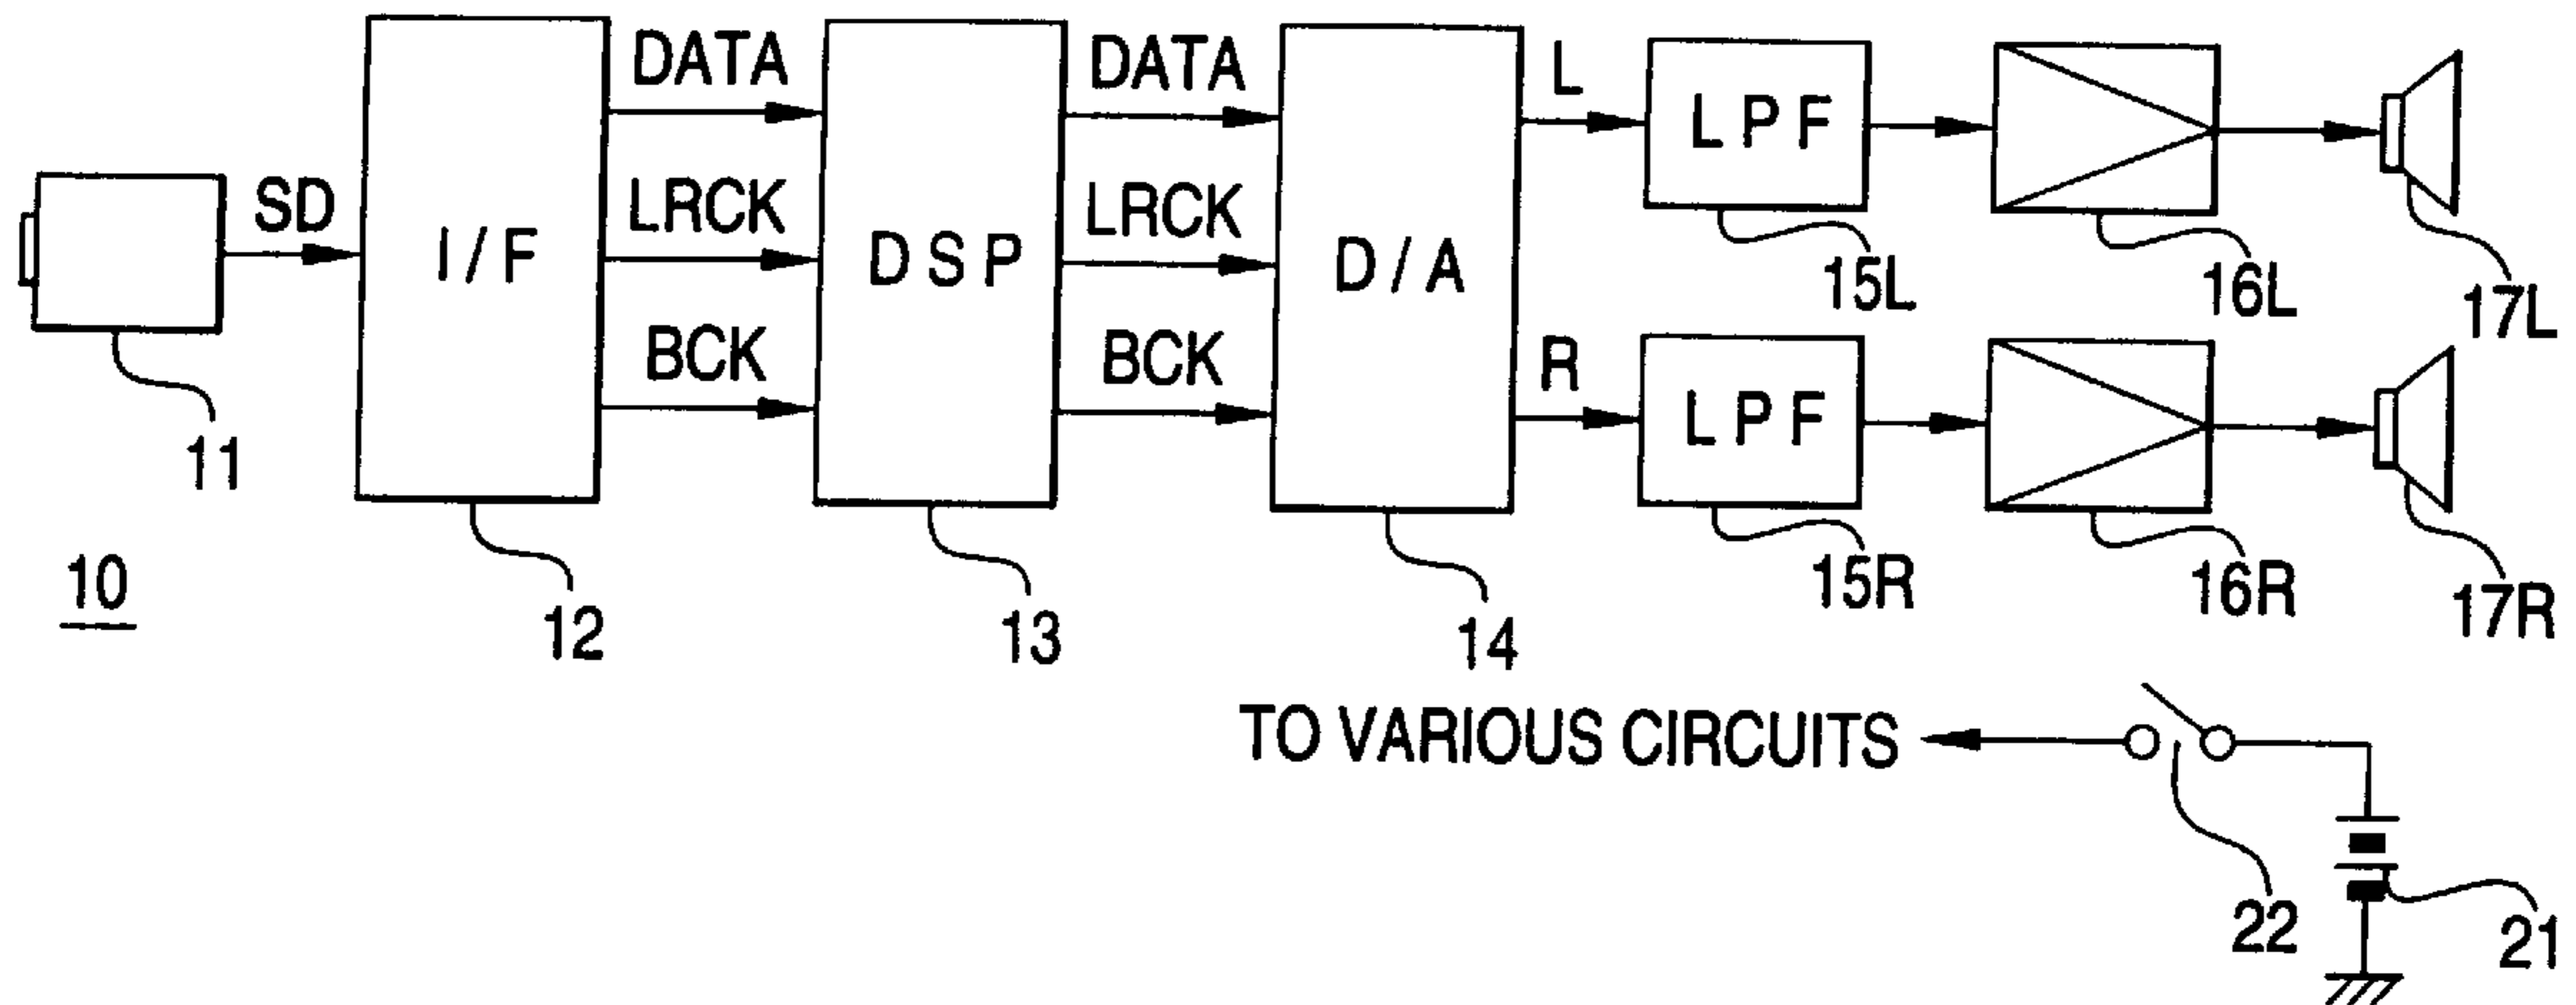 DATA
DATA
L
LPF
SD
I/F
LRCK
DSP
LRCK
D/A
15L
16L
17L
BCK
BCK
R
LPF
11
10
12
13
14
15R
16R
17R
TO VARIOUS CIRCUITS
22
21